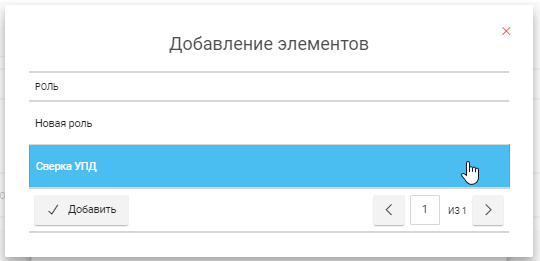 Добавление элементов
РОЛЬ
Новая роль
Сверка УПД
Добавить 1 ИЗ 1